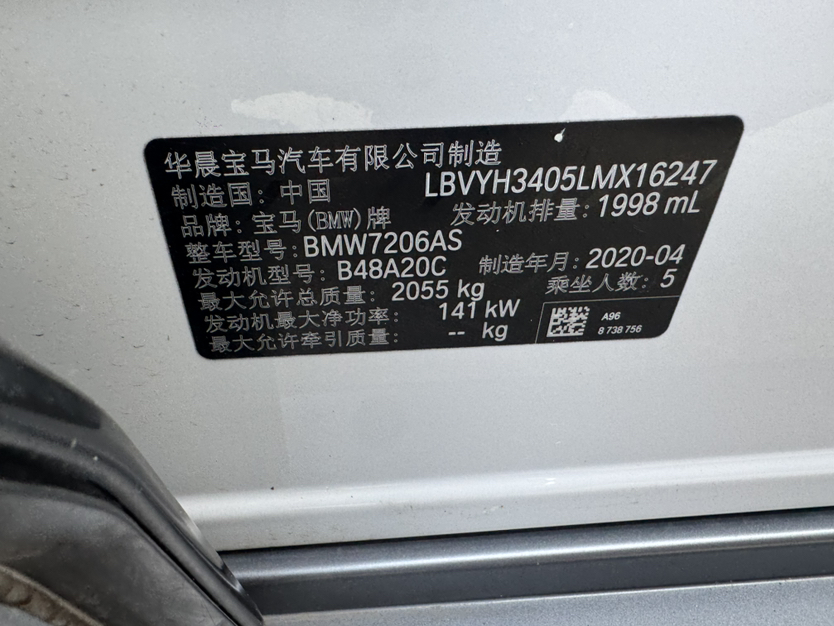 华晨宝马汽车有限公司制造
制造国：中国 LBVYH3405LMX16247
品牌：宝马(BMW)牌 发动机排量：1998 mL
整车型号：BMW7206AS
发动机型号：B48A20C 制造年月：2020-04
最大允许总质量：2055 kg 乘坐人数：5
发动机最大净功率：141 kW
最大允许牵引质量：-- kg
A96
8 738 756